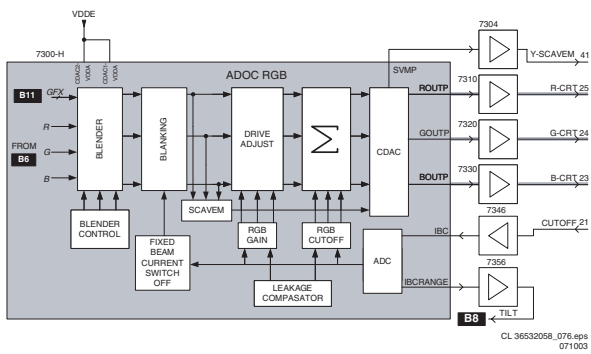 VDDE
7304
7300-H
Y-SCAVEM 41
CDAC2-
VDDA
CDAC1-
VDDA
ADOC RGB
SVMP
7310
B11 GFX
ROUTP
R-CRT 25
R
7320
GOUTP
G-CRT 24
FROM
B6
G
B
BLENDER
BLANKING
DRIVE
ADJUST
Σ
CDAC
7330
BOUTP
B-CRT 23
SCAVEM
7346
BLENDER
CONTROL
RGB
GAIN
RGB
CUTOFF
IBC
CUTOFF 21
FIXED
BEAM
CURRENT
SWITCH
OFF
ADC
7356
LEAKAGE
COMPASATOR
IBCRANGE
B8 TILT
CL 36532058_076.eps
071003